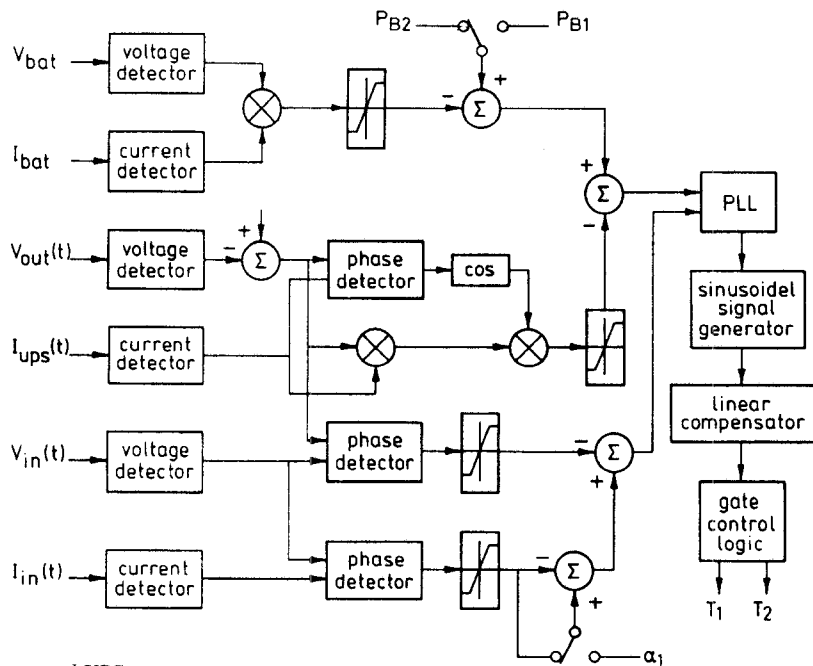 P_B2 P_B1
V_bat
voltage
detector
+
-
Σ
I_bat
current
detector
+
Σ
-
PLL
V_out(t)
voltage
detector
+
-
Σ
phase
detector
cos
sinusoidel
signal
generator
I_ups(t)
current
detector
linear
compensator
V_in(t)
voltage
detector
phase
detector
-
Σ
+
gate
control
logic
T_1 T_2
I_in(t)
current
detector
phase
detector
-
Σ
+
α_1